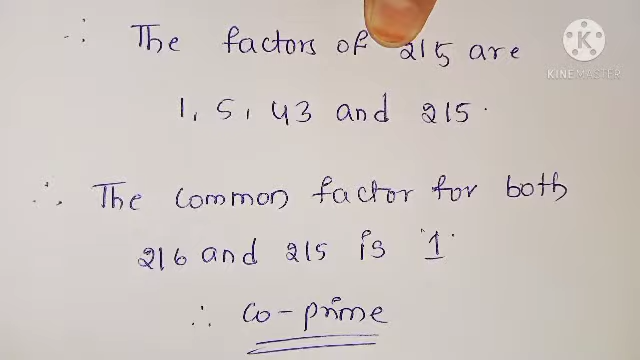 ∴ The factors of 215 are
1, 5, 43 and 215.
∴ The common factor for both
216 and 215 is '1'
∴ co-prime
KINEMASTER